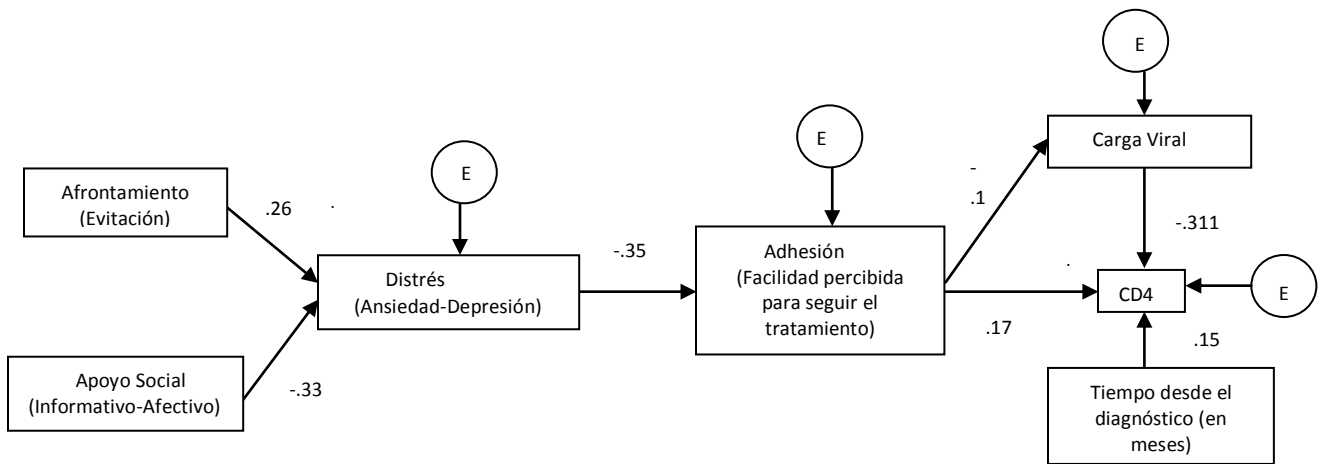 E
Carga Viral
E
Afrontamiento
(Evitación)
.26
E
-
.1
-.311
Distrés
(Ansiedad-Depresión)
-.35
Adhesión
(Facilidad percibida
para seguir el
tratamiento)
CD4
E
.17
.15
Apoyo Social
(Informativo-Afectivo)
-.33
Tiempo desde el
diagnóstico (en
meses)